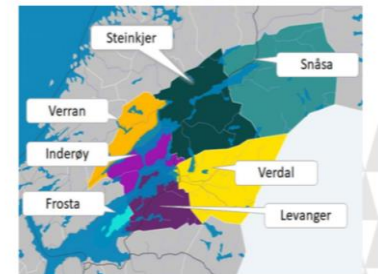 Steinkjer
Snåsa
Verran
Inderøy
Verdal
Frosta
Levanger